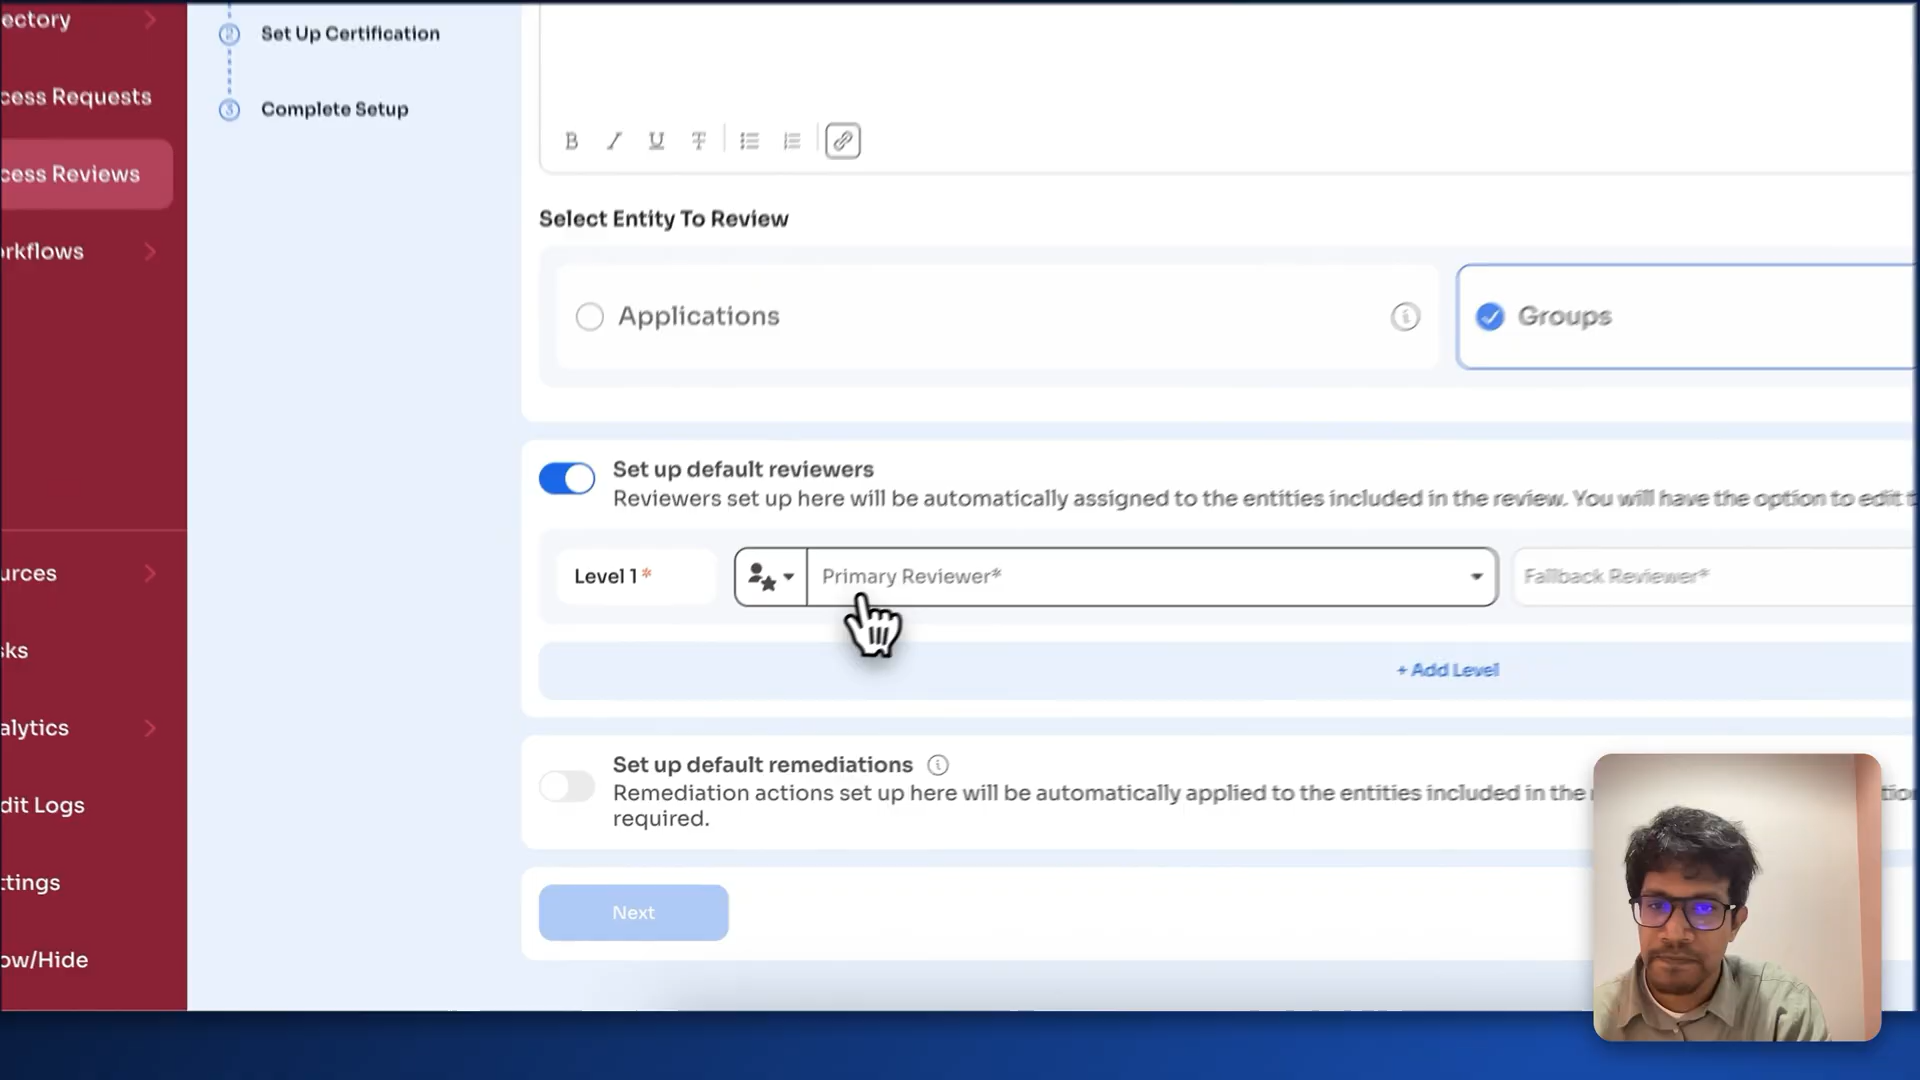 ectory
cess Requests
cess Reviews
orkflows
urces
ks
alytics
dit Logs
ttings
ow/Hide
2 Set Up Certification
3 Complete Setup
B I U T
Select Entity To Review
Applications
Groups
Set up default reviewers
Reviewers set up here will be automatically assigned to the entities included in the review. You will have the option to edit t
Level 1*
Primary Reviewer*
Fallback Reviewer*
+ Add Level
Set up default remediations
Remediation actions set up here will be automatically applied to the entities included in the
required.
Next